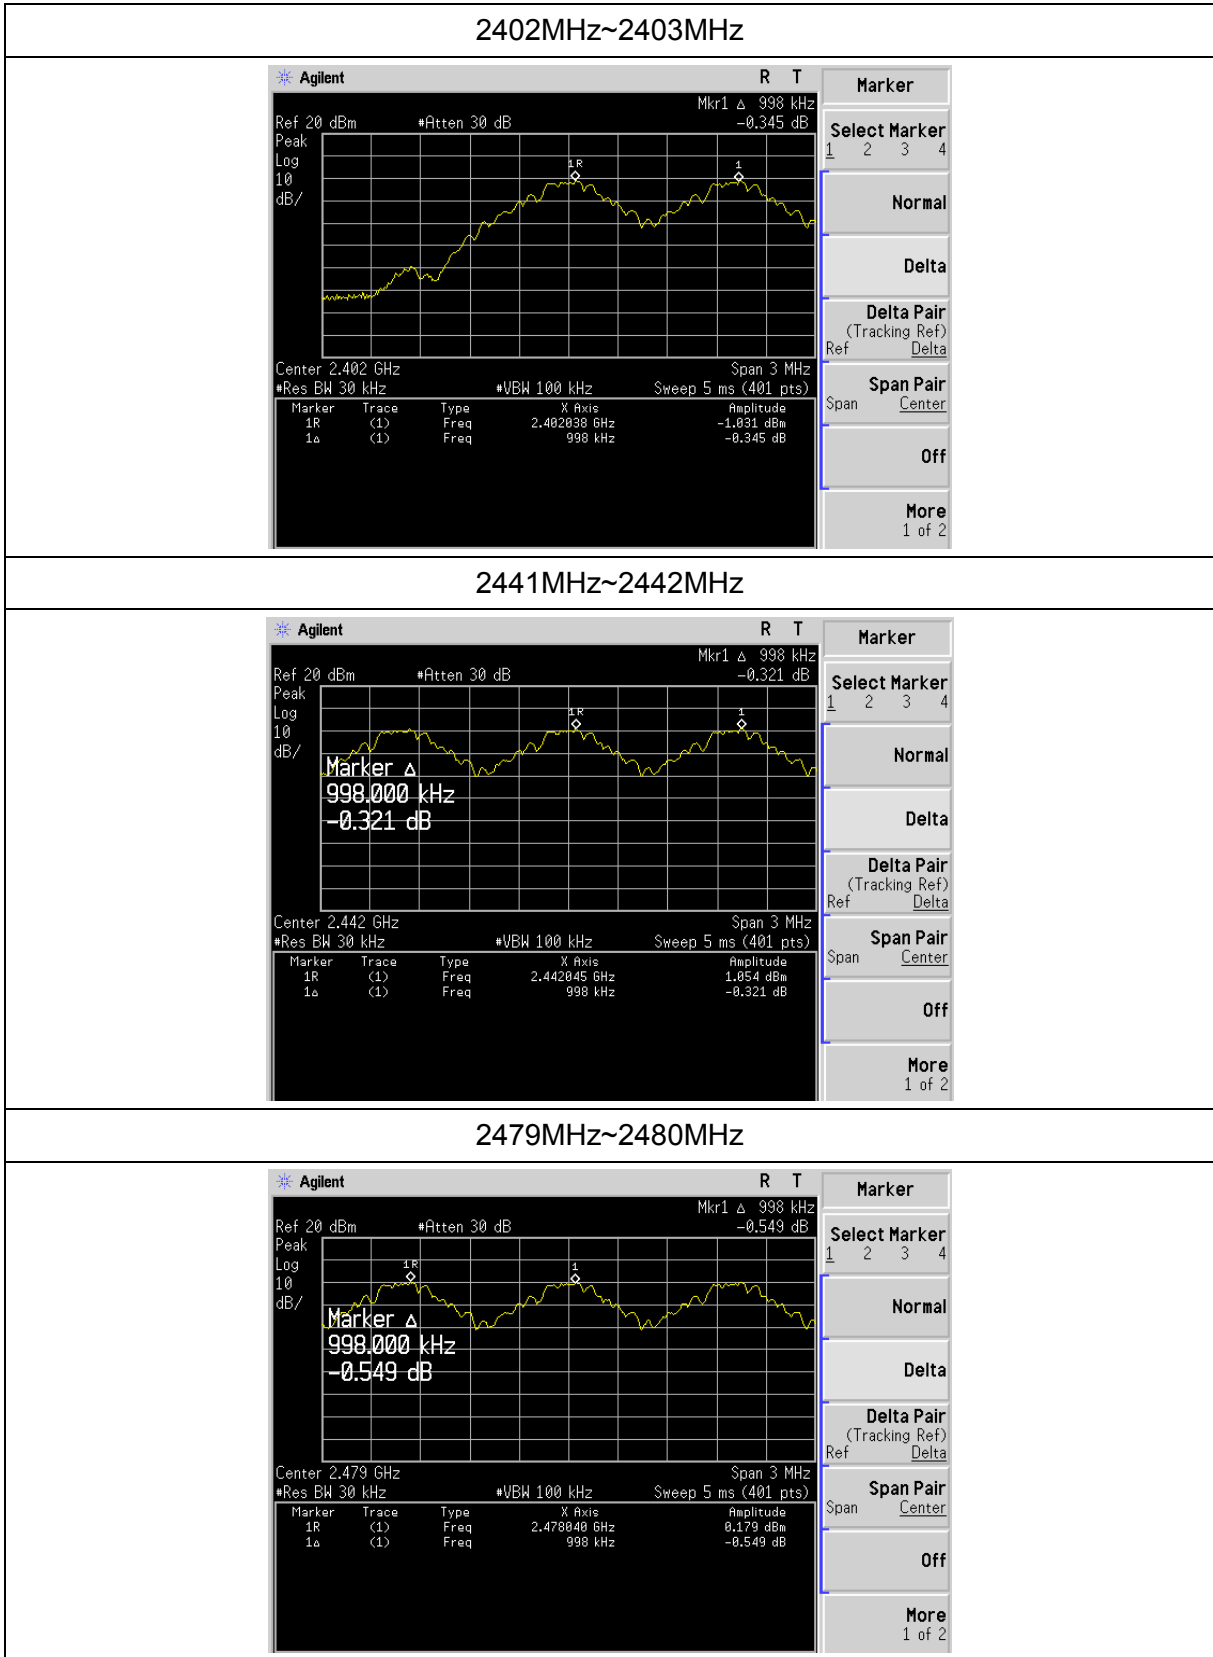 2402MHz~2403MHz
Agilent R T
Mkr1 Δ 998 kHz
Ref 20 dBm #Atten 30 dB -0.345 dB
Peak
Log
10
dB/
1R 1
Center 2.402 GHz Span 3 MHz
#Res BW 30 kHz #VBW 100 kHz Sweep 5 ms (401 pts)
Marker Trace Type X Axis Amplitude
1R (1) Freq 2.402038 GHz -1.031 dBm
1Δ (1) Freq 998 kHz -0.345 dB
Marker
Select Marker
1 2 3 4
Normal
Delta
Delta Pair
(Tracking Ref)
Ref Delta
Span Pair
Span Center
Off
More
1 of 2
2441MHz~2442MHz
Agilent R T
Mkr1 Δ 998 kHz
Ref 20 dBm #Atten 30 dB -0.321 dB
Peak
Log
10
dB/
1R 1
Marker Δ
998.000 kHz
-0.321 dB
Center 2.442 GHz Span 3 MHz
#Res BW 30 kHz #VBW 100 kHz Sweep 5 ms (401 pts)
Marker Trace Type X Axis Amplitude
1R (1) Freq 2.442045 GHz 1.054 dBm
1Δ (1) Freq 998 kHz -0.321 dB
Marker
Select Marker
1 2 3 4
Normal
Delta
Delta Pair
(Tracking Ref)
Ref Delta
Span Pair
Span Center
Off
More
1 of 2
2479MHz~2480MHz
Agilent R T
Mkr1 Δ 998 kHz
Ref 20 dBm #Atten 30 dB -0.549 dB
Peak
Log
10
dB/
1R 1
Marker Δ
998.000 kHz
-0.549 dB
Center 2.479 GHz Span 3 MHz
#Res BW 30 kHz #VBW 100 kHz Sweep 5 ms (401 pts)
Marker Trace Type X Axis Amplitude
1R (1) Freq 2.478040 GHz 0.179 dBm
1Δ (1) Freq 998 kHz -0.549 dB
Marker
Select Marker
1 2 3 4
Normal
Delta
Delta Pair
(Tracking Ref)
Ref Delta
Span Pair
Span Center
Off
More
1 of 2